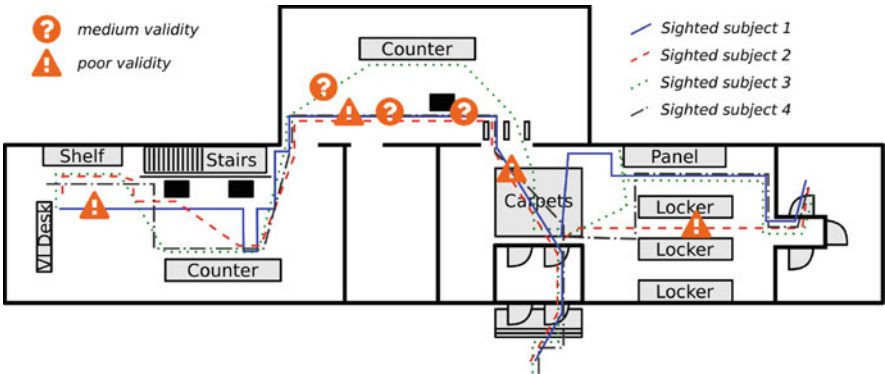 ? medium validity
! poor validity
Sighted subject 1
Sighted subject 2
Sighted subject 3
Sighted subject 4
Counter
?
!
?
?
Shelf
Stairs
Panel
!
Carpets
VI Desk
!
Locker
!
Locker
Counter
Locker